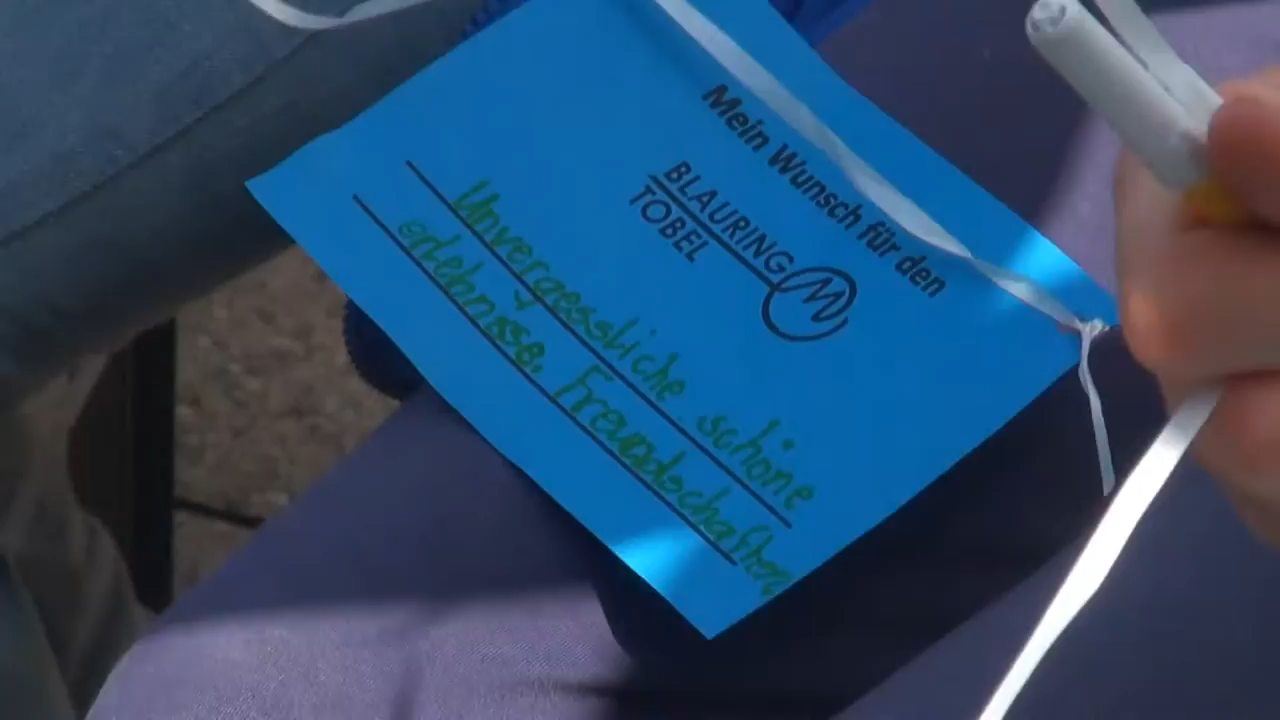 Mein Wunsch für den
BLAURING
TOBEL
Unvergessliche schöne
erlebnisse, Freundschaften